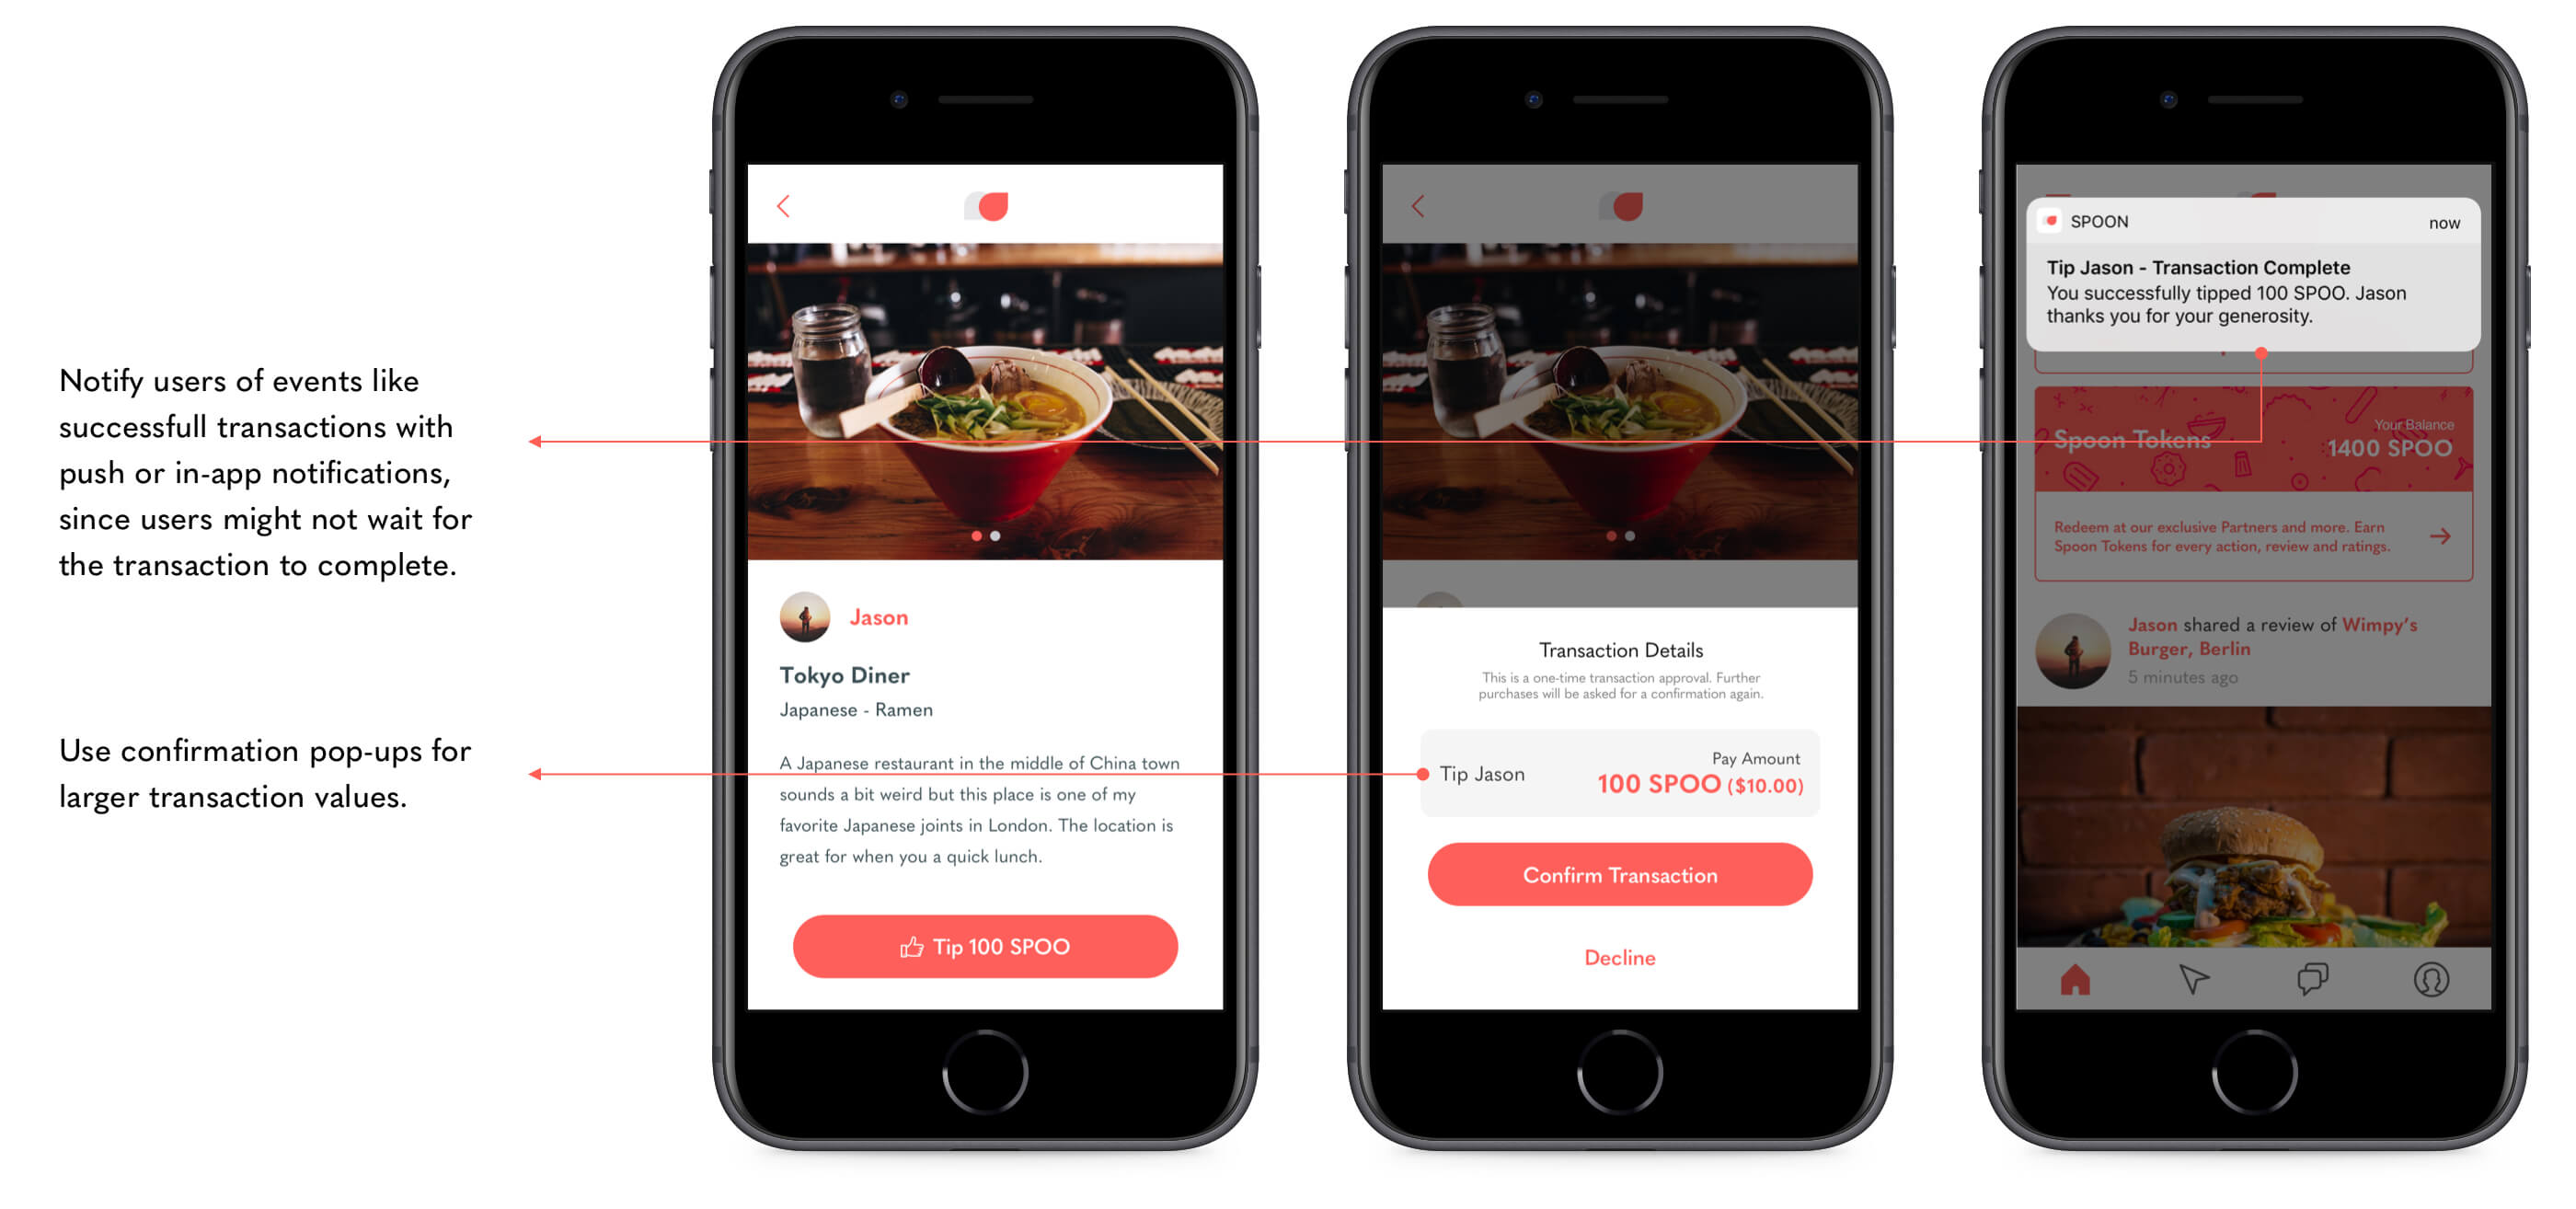 Notify users of events like
successfull transactions with
push or in-app notifications,
since users might not wait for
the transaction to complete.
Use confirmation pop-ups for
larger transaction values.
Jason
Tokyo Diner
Japanese - Ramen
A Japanese restaurant in the middle of China town
sounds a bit weird but this place is one of my
favorite Japanese joints in London. The location is
great for when you a quick lunch.
Tip 100 SPOO
Transaction Details
This is a one-time transaction approval. Further
purchases will be asked for a confirmation again.
Tip Jason
Pay Amount
100 SPOO ($10.00)
Confirm Transaction
Decline
SPOON
now
Tip Jason - Transaction Complete
You successfully tipped 100 SPOO. Jason
thanks you for your generosity.
Spoon Tokens
Your Balance
1400 SPOO
Redeem at our exclusive Partners and more. Earn
Spoon Tokens for every action, review and ratings.
Jason shared a review of Wimpy's
Burger, Berlin
5 minutes ago